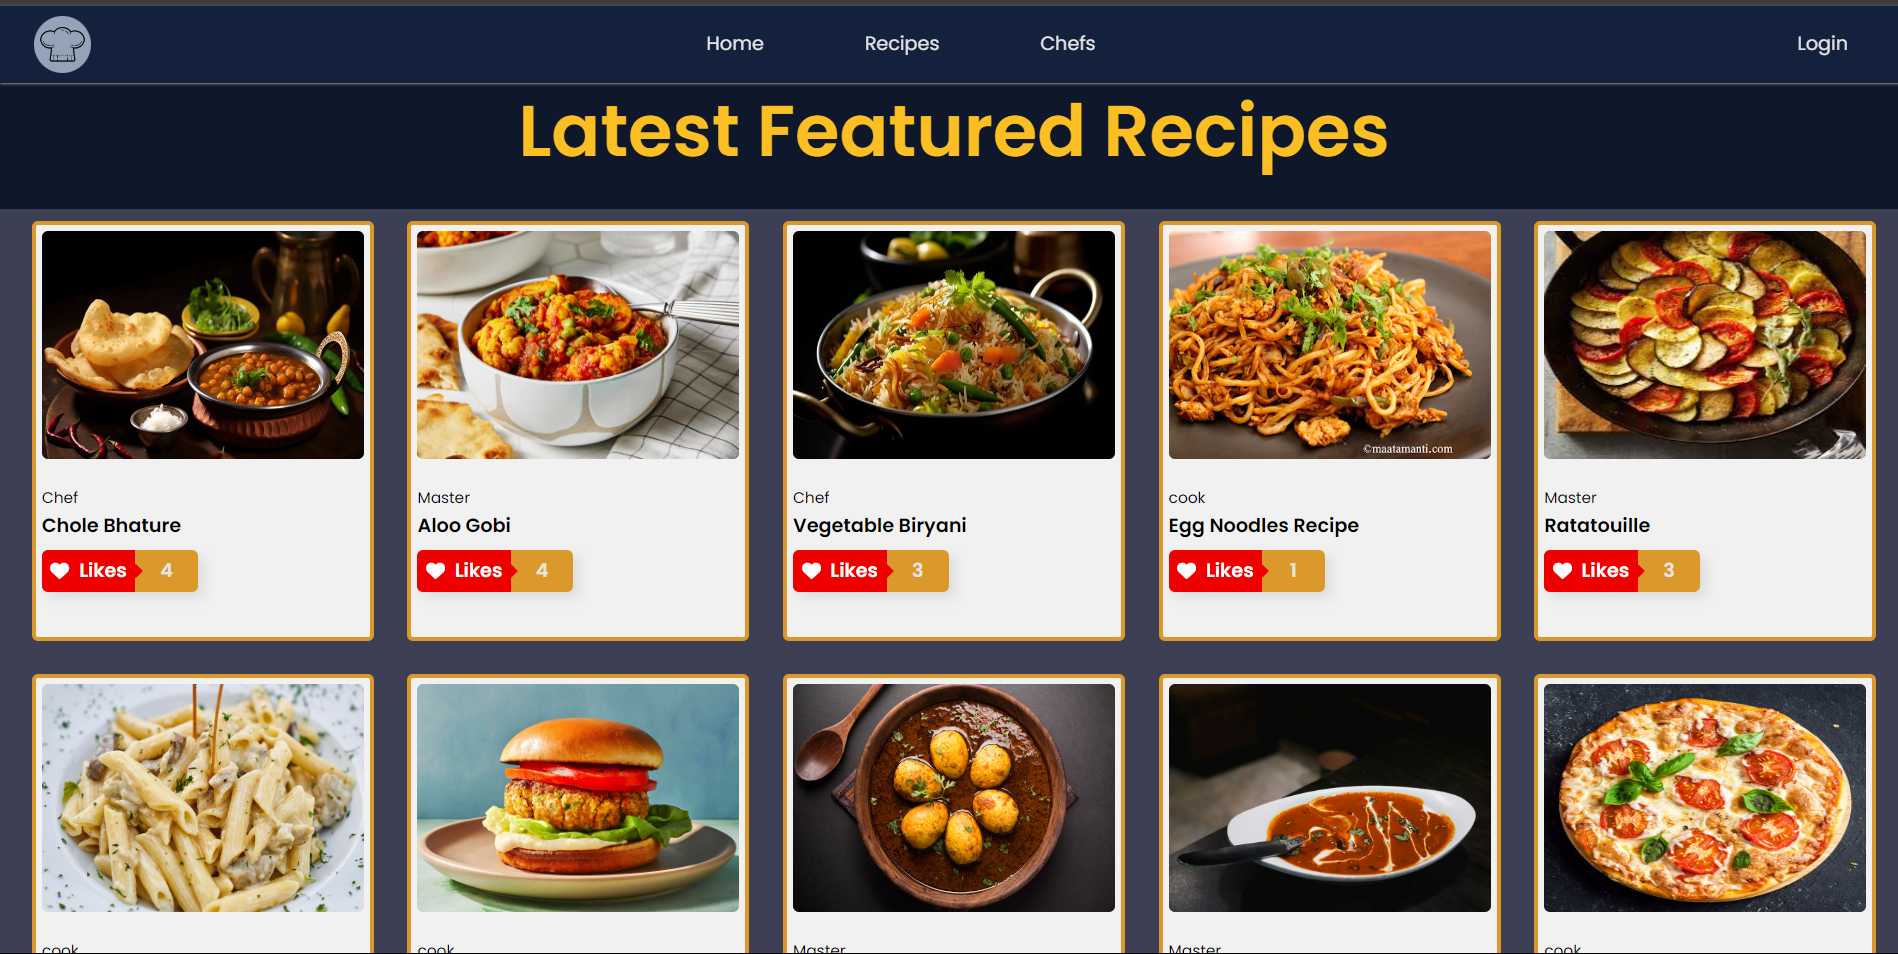 Home Recipes Chefs Login
Latest Featured Recipes
©maatamanti.com
Chef
Chole Bhature
Likes 4
Master
Aloo Gobi
Likes 4
Chef
Vegetable Biryani
Likes 3
cook
Egg Noodles Recipe
Likes 1
Master
Ratatouille
Likes 3
cook
cook
Master
Master
cook